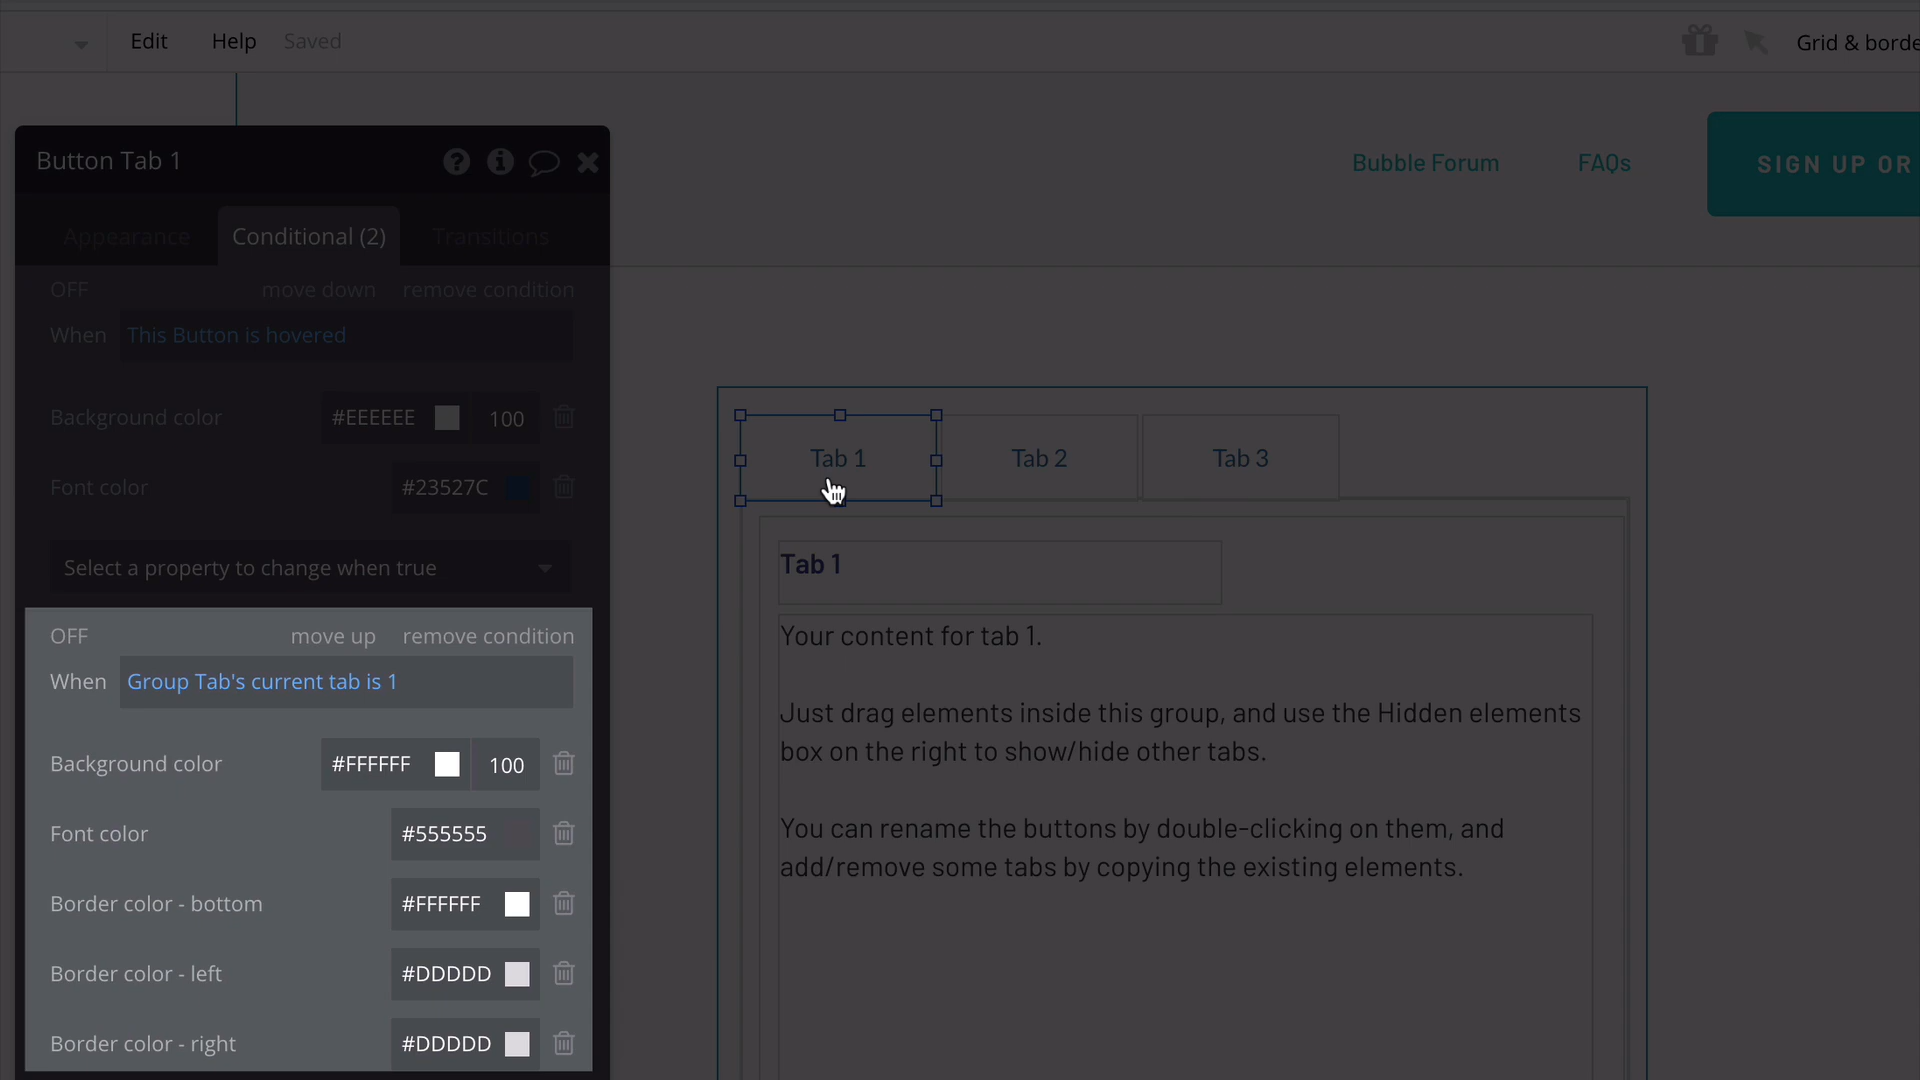 Edit Help Saved
Grid & borde
Button Tab 1
Bubble Forum FAQs SIGN UP OR
Appearance Conditional (2) Transitions
OFF move down remove condition
When This Button is hovered
Background color #EEEEEE 100
Font color #23527C
Select a property to change when true
OFF move up remove condition
When Group Tab's current tab is 1
Background color #FFFFFF 100
Font color #555555
Border color - bottom #FFFFFF
Border color - left #DDDDD
Border color - right #DDDDD
Tab 1 Tab 2 Tab 3
Tab 1
Your content for tab 1.
Just drag elements inside this group, and use the Hidden elements
box on the right to show/hide other tabs.
You can rename the buttons by double-clicking on them, and
add/remove some tabs by copying the existing elements.